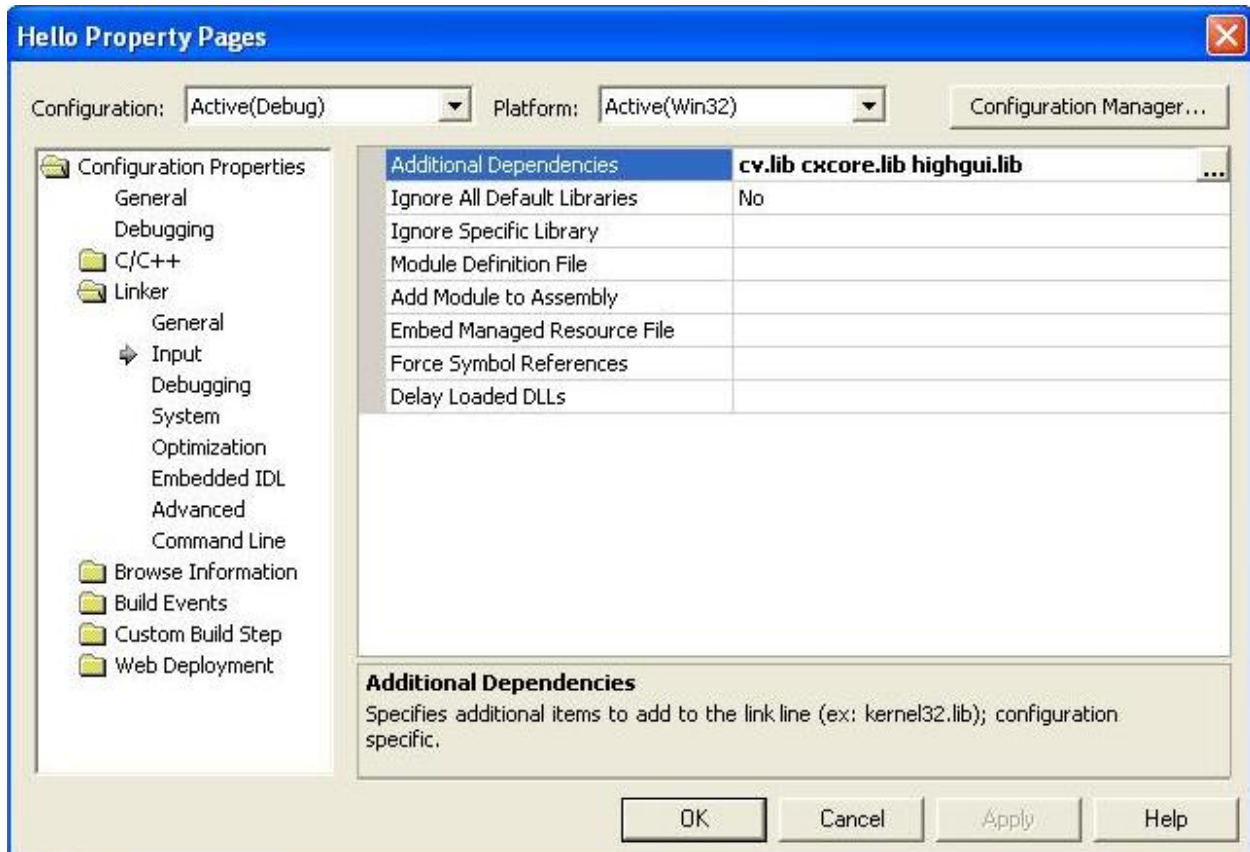 Hello Property Pages
Configuration: Active(Debug) Platform: Active(Win32) Configuration Manager...
Configuration Properties
General
Debugging
C/C++
Linker
General
Input
Debugging
System
Optimization
Embedded IDL
Advanced
Command Line
Browse Information
Build Events
Custom Build Step
Web Deployment
Additional Dependencies cv.lib cxcore.lib highgui.lib ...
Ignore All Default Libraries No
Ignore Specific Library
Module Definition File
Add Module to Assembly
Embed Managed Resource File
Force Symbol References
Delay Loaded DLLs
Additional Dependencies
Specifies additional items to add to the link line (ex: kernel32.lib); configuration
specific.
OK Cancel Apply Help